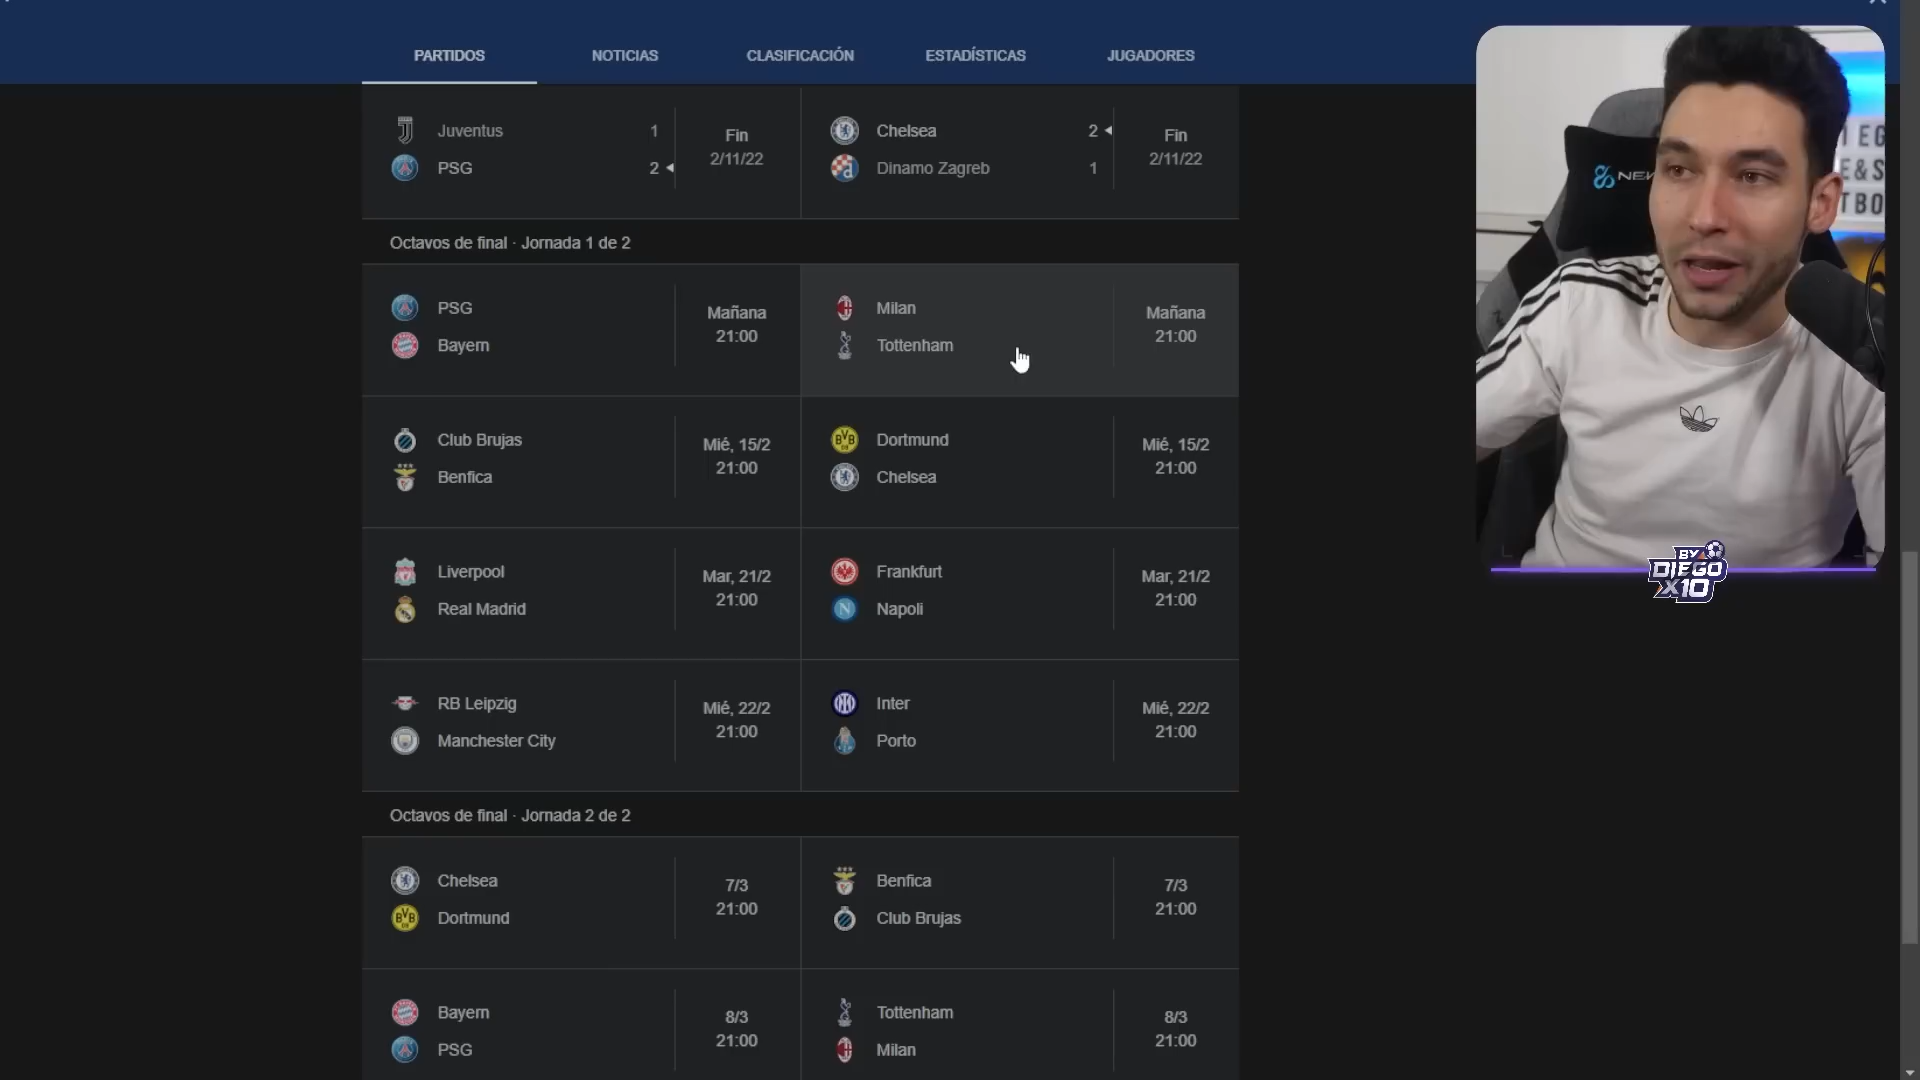 PARTIDOS NOTICIAS CLASIFICACIÓN ESTADÍSTICAS JUGADORES
Juventus 1
PSG 2
Fin
2/11/22
Chelsea 2
Dinamo Zagreb 1
Fin
2/11/22
Octavos de final · Jornada 1 de 2
PSG
Bayern
Mañana
21:00
Milan
Tottenham
Mañana
21:00
Club Brujas
Benfica
Mié, 15/2
21:00
Dortmund
Chelsea
Mié, 15/2
21:00
Liverpool
Real Madrid
Mar, 21/2
21:00
Frankfurt
Napoli
Mar, 21/2
21:00
RB Leipzig
Manchester City
Mié, 22/2
21:00
Inter
Porto
Mié, 22/2
21:00
Octavos de final · Jornada 2 de 2
Chelsea
Dortmund
7/3
21:00
Benfica
Club Brujas
7/3
21:00
Bayern
PSG
8/3
21:00
Tottenham
Milan
8/3
21:00
BY
DIEGO
X10